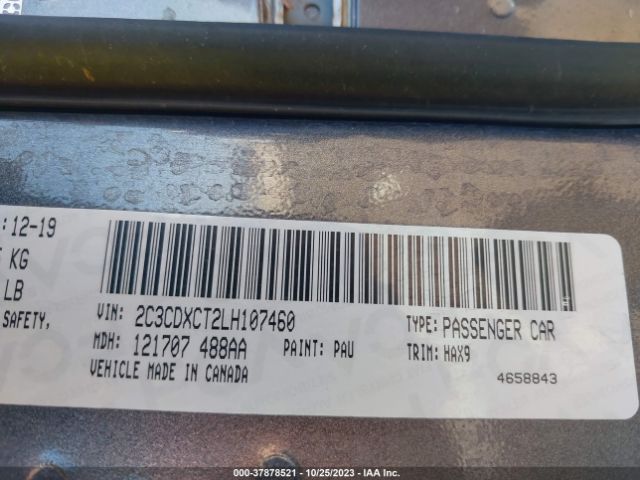 : 12-19
KG
LB
SAFETY,
VIN: 2C3CDXCT2LH107460
TYPE: PASSENGER CAR
MDH: 121707 488AA
PAINT: PAU
TRIM: HAX9
VEHICLE MADE IN CANADA
4658843
000-37878521 - 10/25/2023 - IAA Inc.